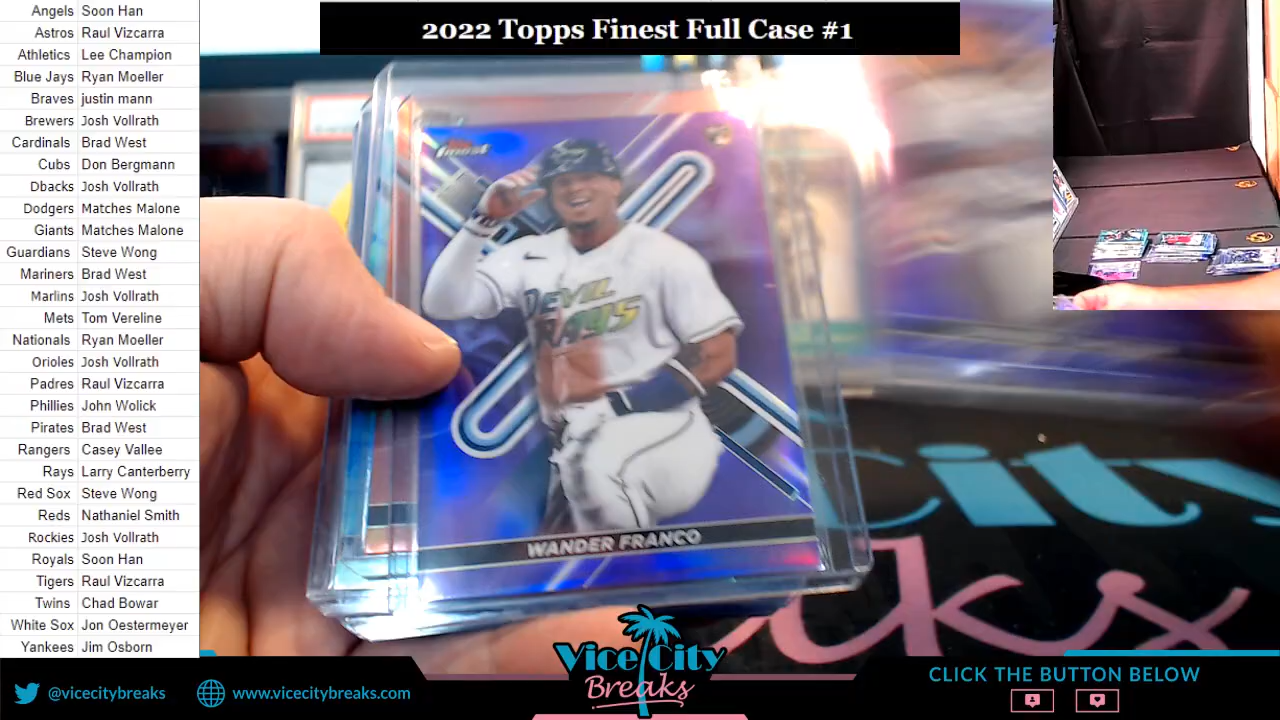 2022 Topps Finest Full Case #1
Angels Soon Han
Astros Raul Vizcarra
Athletics Lee Champion
Blue Jays Ryan Moeller
Braves justin mann
Brewers Josh Vollrath
Cardinals Brad West
Cubs Don Bergmann
Dbacks Josh Vollrath
Dodgers Matches Malone
Giants Matches Malone
Guardians Steve Wong
Mariners Brad West
Marlins Josh Vollrath
Mets Tom Vereline
Nationals Ryan Moeller
Orioles Josh Vollrath
Padres Raul Vizcarra
Phillies John Wolick
Pirates Brad West
Rangers Casey Vallee
Rays Larry Canterberry
Red Sox Steve Wong
Reds Nathaniel Smith
Rockies Josh Vollrath
Royals Soon Han
Tigers Raul Vizcarra
Twins Chad Bowar
White Sox Jon Oestermeyer
Yankees Jim Osborn
Finest
DEVIL
RAYS
WANDER FRANCO
City
Vice City
Breaks
@vicecitybreaks
www.vicecitybreaks.com
CLICK THE BUTTON BELOW